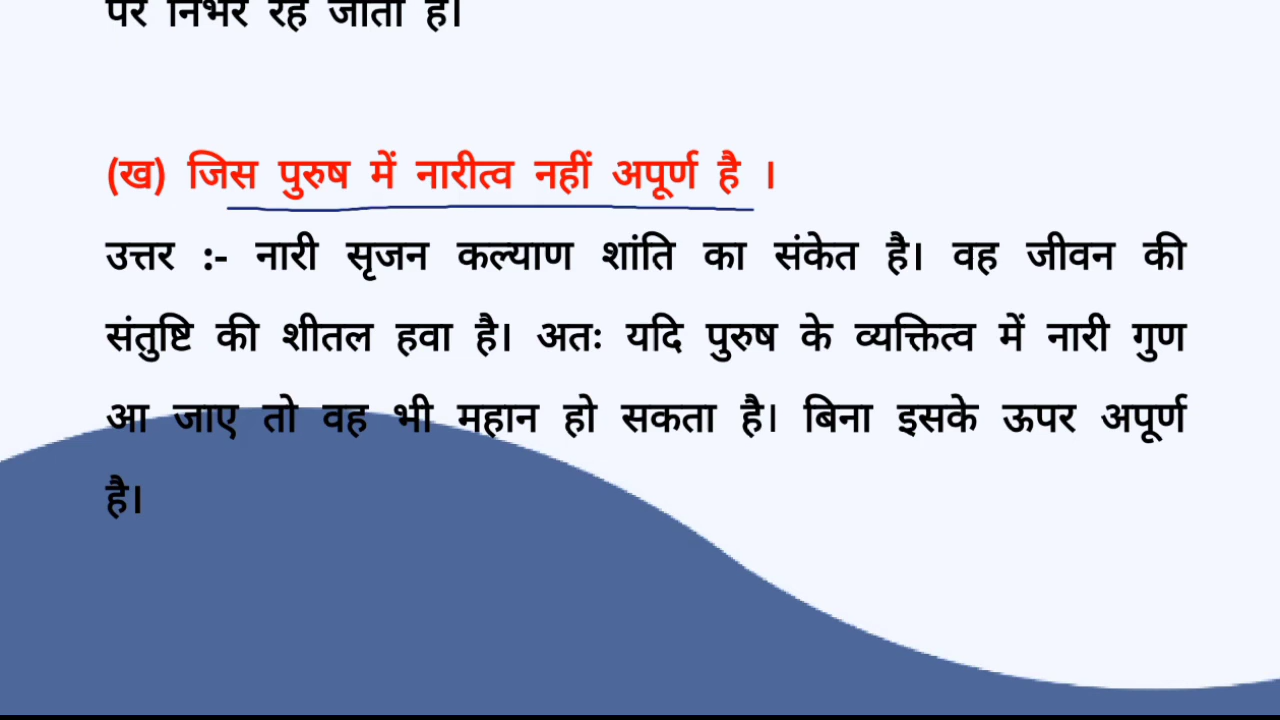 पर निर्भर रह जाता है।
(ख) जिस पुरुष में नारीत्व नहीं अपूर्ण है ।
उत्तर :- नारी सृजन कल्याण शांति का संकेत है। वह जीवन की
संतुष्टि की शीतल हवा है। अतः यदि पुरुष के व्यक्तित्व में नारी गुण
आ जाए तो वह भी महान हो सकता है। बिना इसके ऊपर अपूर्ण
है।